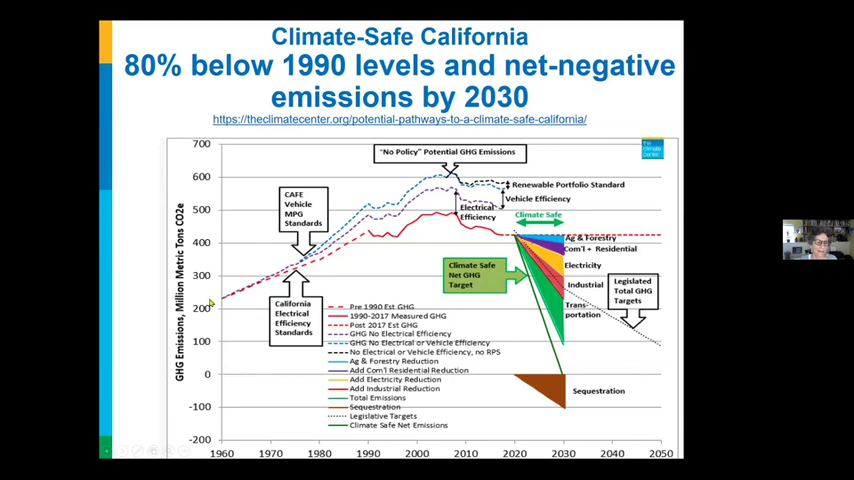 Climate-Safe California
80% below 1990 levels and net-negative
emissions by 2030
https://theclimatecenter.org/potential-pathways-to-a-climate-safe-california/
the
climate
center
"No Policy" Potential GHG Emissions
Renewable Portfolio Standard
Vehicle Efficiency
Electrical
Efficiency
CAFE
Vehicle
MPG
Standards
Climate Safe
Ag & Forestry
Com'l + Residential
Electricity
Industrial
Trans-
portation
Climate Safe
Net GHG
Target
Legislated
Total GHG
Targets
California
Electrical
Efficiency
Standards
Pre 1990 Est GHG
1990-2017 Measured GHG
Post 2017 Est GHG
GHG No Electrical Efficiency
GHG No Electrical or Vehicle Efficiency
No Electrical or Vehicle Efficiency, no RPS
Ag & Forestry Reduction
Add Com'l Residential Reduction
Add Electricity Reduction
Add Industrial Reduction
Total Emissions
Sequestration
Legislative Targets
Climate Safe Net Emissions
Sequestration
GHG Emissions, Million Metric Tons CO2e
700
600
500
400
300
200
100
0
-100
-200
1960
1970
1980
1990
2000
2010
2020
2030
2040
2050